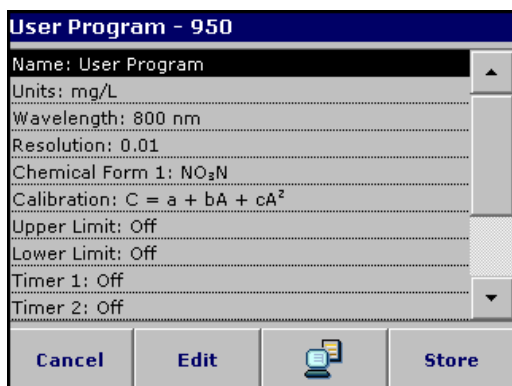 User Program - 950
Name: User Program
Units: mg/L
Wavelength: 800 nm
Resolution: 0.01
Chemical Form 1: NO₃N
Calibration: C = a + bA + cA²
Upper Limit: Off
Lower Limit: Off
Timer 1: Off
Timer 2: Off
Cancel Edit Store